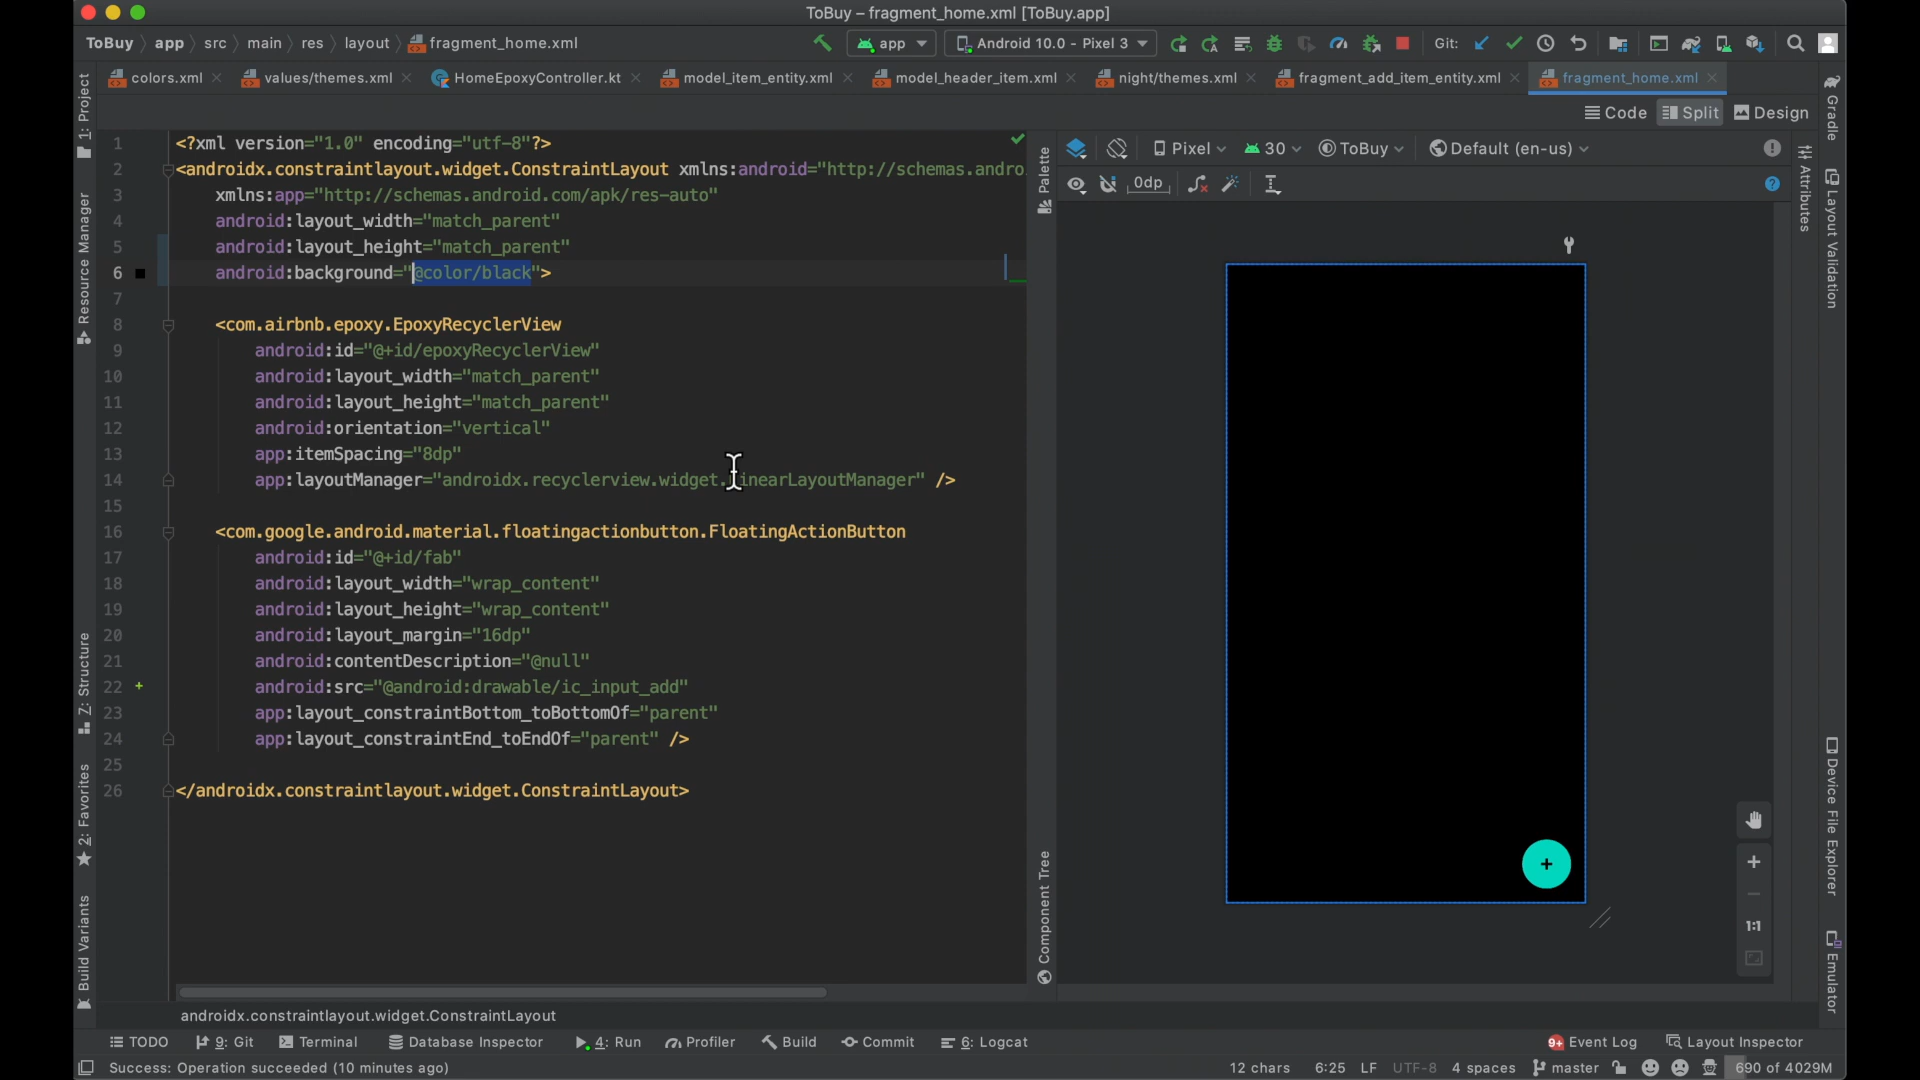 ToBuy – fragment_home.xml [ToBuy.app]
ToBuy app src main res layout fragment_home.xml
app Android 10.0 - Pixel 3 Git:
colors.xml values/themes.xml HomeEpoxyController.kt model_item_entity.xml model_header_item.xml night/themes.xml fragment_add_item_entity.xml fragment_home.xml
Code Split Design
Pixel 30 ToBuy Default (en-us)
0dp
1 <?xml version="1.0" encoding="utf-8"?>
2 <androidx.constraintlayout.widget.ConstraintLayout xmlns:android="http://schemas.andro
3 xmlns:app="http://schemas.android.com/apk/res-auto"
4 android:layout_width="match_parent"
5 android:layout_height="match_parent"
6 android:background="@color/black">
7
8 <com.airbnb.epoxy.EpoxyRecyclerView
9 android:id="@+id/epoxyRecyclerView"
10 android:layout_width="match_parent"
11 android:layout_height="match_parent"
12 android:orientation="vertical"
13 app:itemSpacing="8dp"
14 app:layoutManager="androidx.recyclerview.widget.LinearLayoutManager" />
15
16 <com.google.android.material.floatingactionbutton.FloatingActionButton
17 android:id="@+id/fab"
18 android:layout_width="wrap_content"
19 android:layout_height="wrap_content"
20 android:layout_margin="16dp"
21 android:contentDescription="@null"
22 android:src="@android:drawable/ic_input_add"
23 app:layout_constraintBottom_toBottomOf="parent"
24 app:layout_constraintEnd_toEndOf="parent" />
25
26 </androidx.constraintlayout.widget.ConstraintLayout>
1: Project
Resource Manager
Z: Structure
2: Favorites
Build Variants
Palette
Component Tree
1:1
Attributes
Gradle
Layout Validation
Device File Explorer
Emulator
androidx.constraintlayout.widget.ConstraintLayout
TODO 9: Git Terminal Database Inspector 4: Run Profiler Build Commit 6: Logcat 9+ Event Log Layout Inspector
Success: Operation succeeded (10 minutes ago) 12 chars 6:25 LF UTF-8 4 spaces master 690 of 4029M